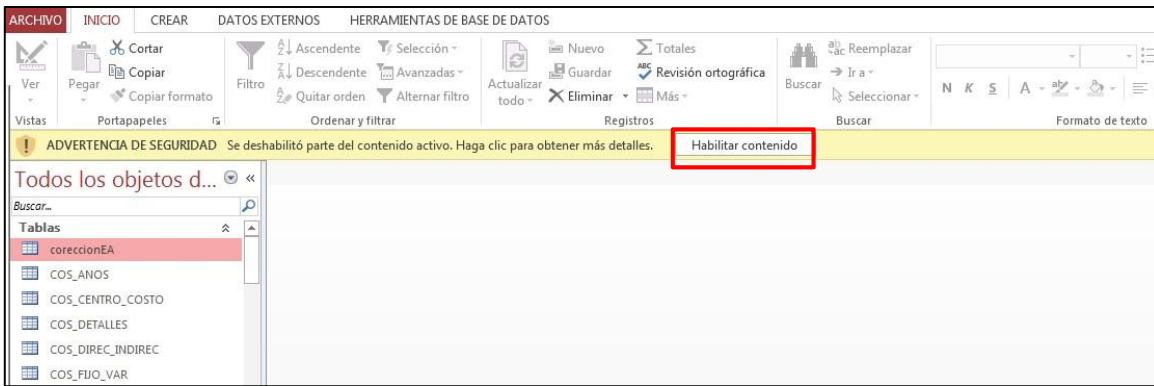 ARCHIVO INICIO CREAR DATOS EXTERNOS HERRAMIENTAS DE BASE DE DATOS
Ver
Vistas
Pegar
Cortar
Copiar
Copiar formato
Portapapeles
Filtro
Ascendente
Descendente
Quitar orden
Selección
Avanzadas
Alternar filtro
Ordenar y filtrar
Actualizar
todo
Nuevo
Guardar
Eliminar
Totales
Revisión ortográfica
Más
Registros
Buscar
Reemplazar
Ir a
Seleccionar
Buscar
N K S A
Formato de texto
ADVERTENCIA DE SEGURIDAD Se deshabilitó parte del contenido activo. Haga clic para obtener más detalles. Habilitar contenido
Todos los objetos d... «
Buscar...
Tablas
coreccionEA
COS_ANOS
COS_CENTRO_COSTO
COS_DETALLES
COS_DIREC_INDIREC
COS_FIJO_VAR